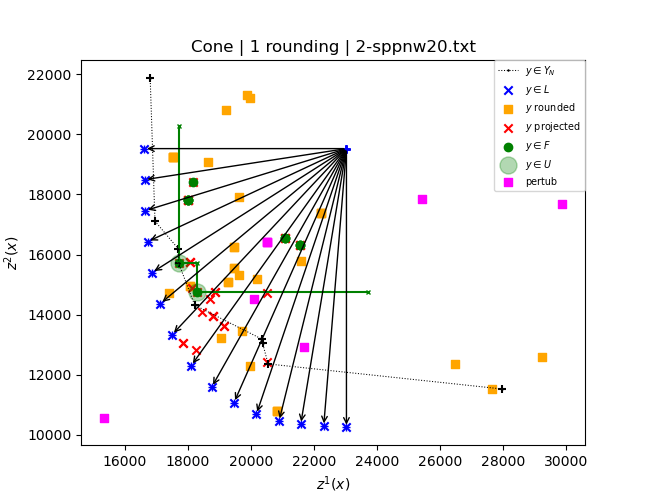 Cone | 1 rounding | 2-sppnw20.txt
22000
20000
18000
16000
14000
12000
10000
z²(x)
16000 18000 20000 22000 24000 26000 28000 30000
z¹(x)
y ∈ Y_N
y ∈ L
y rounded
y projected
y ∈ F
y ∈ U
pertub